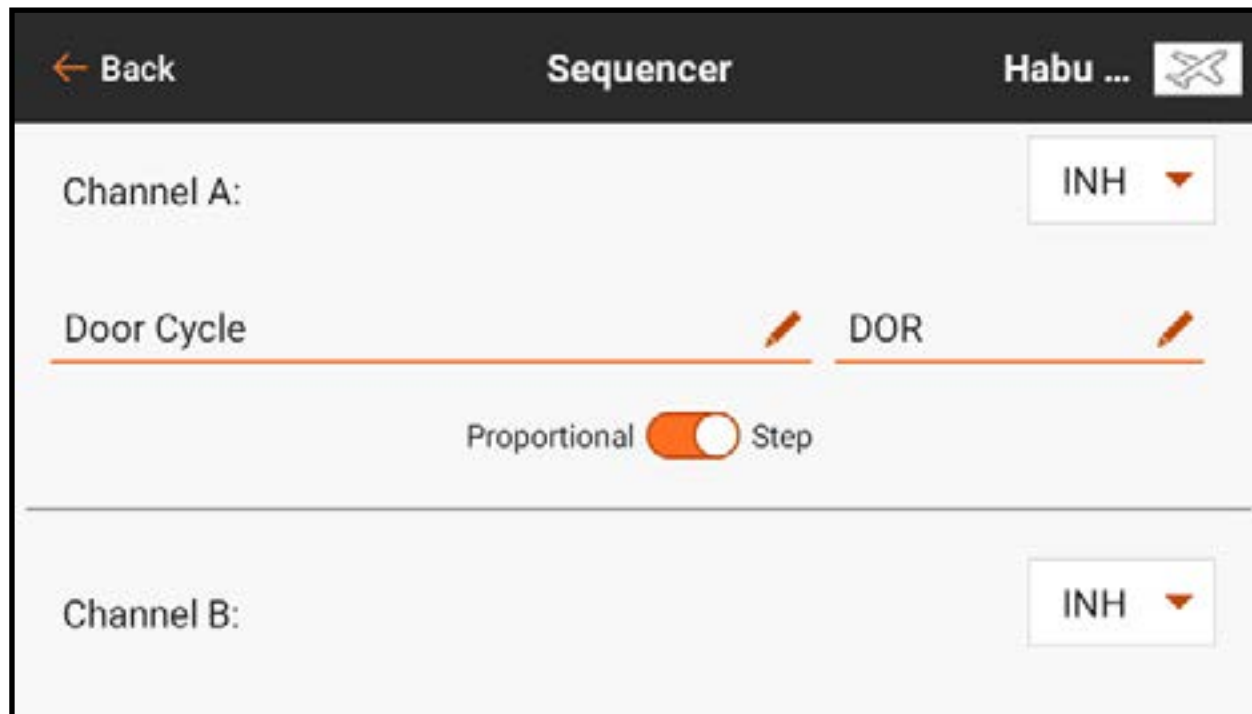 Back Sequencer Habu ...
Channel A: INH
Door Cycle DOR
Proportional Step
Channel B: INH